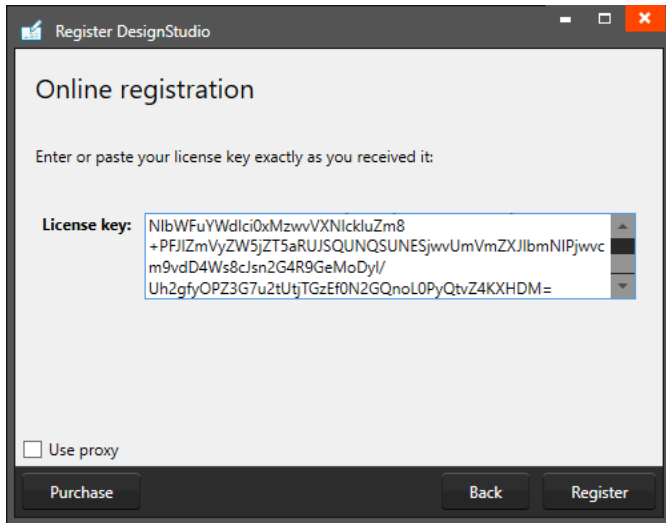 Register DesignStudio
Online registration
Enter or paste your license key exactly as you received it:
License key:
NlbWFuYWdlci0xMzwvVXNlckluZm8
+PFJlZmVyZW5jZT5aRUJSQUNQSUNESjwvUmVmZXJlbmNlPjwvc
m9vdD4Ws8cJsn2G4R9GeMoDyI/
Uh2gfyOPZ3G7u2tUtjTGzEf0N2GQnoL0PyQtvZ4KXHDM=
Use proxy
Purchase
Back
Register